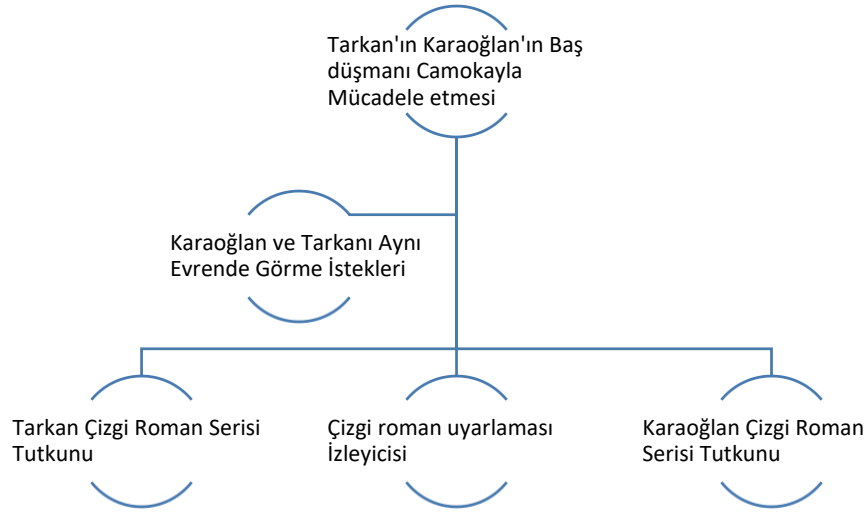 Tarkan'ın Karaoğlan'ın Baş
düşmanı Camokayla
Mücadele etmesi
Karaoğlan ve Tarkanı Aynı
Evrende Görme İstekleri
Tarkan Çizgi Roman Serisi
Tutkunu
Çizgi roman uyarlaması
İzleyicisi
Karaoğlan Çizgi Roman
Serisi Tutkunu